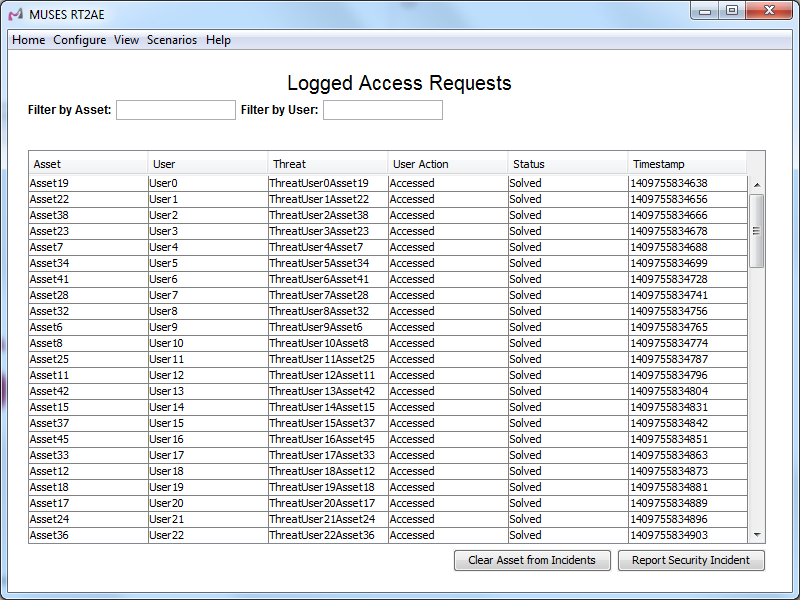 MUSES RT2AE
Home Configure View Scenarios Help
Logged Access Requests
Filter by Asset: Filter by User:
Asset User Threat User Action Status Timestamp
Asset19 User0 ThreatUser0Asset19 Accessed Solved 1409755834638
Asset22 User1 ThreatUser1Asset22 Accessed Solved 1409755834656
Asset38 User2 ThreatUser2Asset38 Accessed Solved 1409755834666
Asset23 User3 ThreatUser3Asset23 Accessed Solved 1409755834678
Asset7 User4 ThreatUser4Asset7 Accessed Solved 1409755834688
Asset34 User5 ThreatUser5Asset34 Accessed Solved 1409755834699
Asset41 User6 ThreatUser6Asset41 Accessed Solved 1409755834728
Asset28 User7 ThreatUser7Asset28 Accessed Solved 1409755834741
Asset32 User8 ThreatUser8Asset32 Accessed Solved 1409755834756
Asset6 User9 ThreatUser9Asset6 Accessed Solved 1409755834765
Asset8 User10 ThreatUser10Asset8 Accessed Solved 1409755834774
Asset25 User11 ThreatUser11Asset25 Accessed Solved 1409755834787
Asset11 User12 ThreatUser12Asset11 Accessed Solved 1409755834796
Asset42 User13 ThreatUser13Asset42 Accessed Solved 1409755834804
Asset15 User14 ThreatUser14Asset15 Accessed Solved 1409755834831
Asset37 User15 ThreatUser15Asset37 Accessed Solved 1409755834842
Asset45 User16 ThreatUser16Asset45 Accessed Solved 1409755834851
Asset33 User17 ThreatUser17Asset33 Accessed Solved 1409755834863
Asset12 User18 ThreatUser18Asset12 Accessed Solved 1409755834873
Asset18 User19 ThreatUser19Asset18 Accessed Solved 1409755834881
Asset17 User20 ThreatUser20Asset17 Accessed Solved 1409755834889
Asset24 User21 ThreatUser21Asset24 Accessed Solved 1409755834896
Asset36 User22 ThreatUser22Asset36 Accessed Solved 1409755834903
Clear Asset from Incidents Report Security Incident